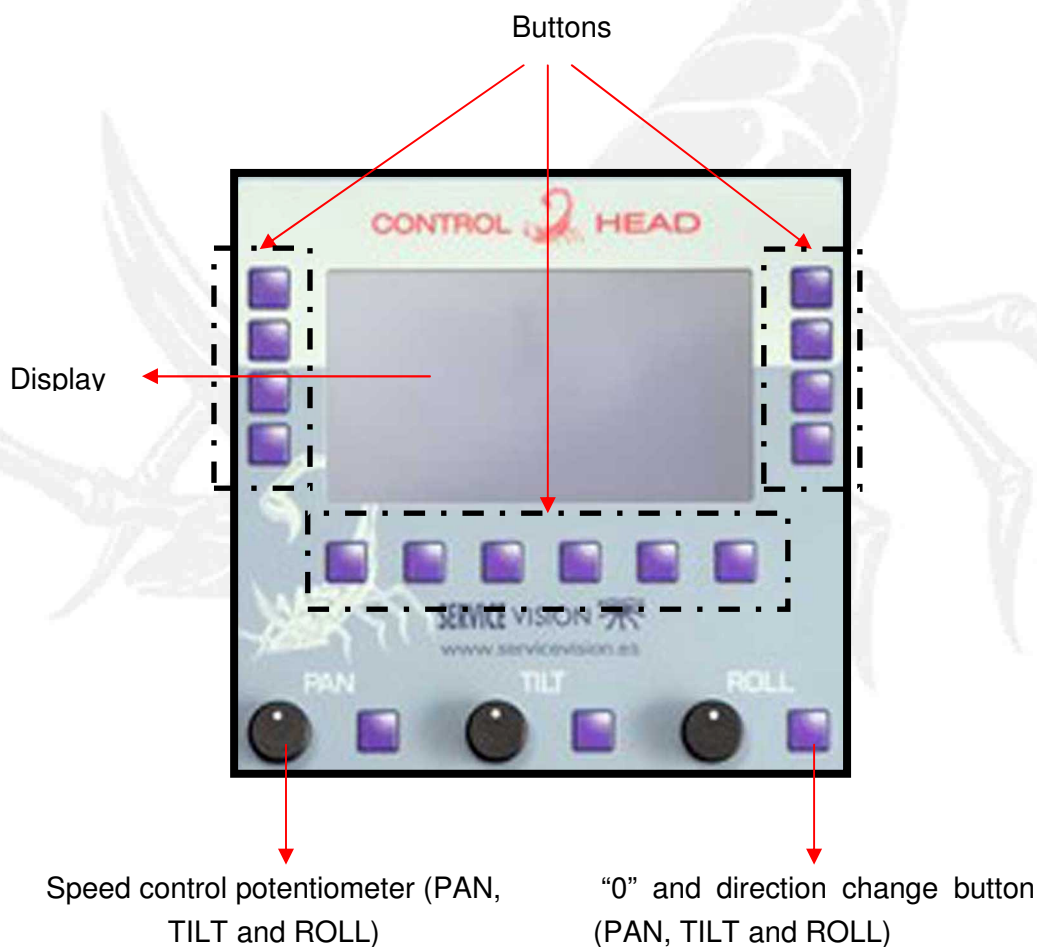 Buttons
CONTROL HEAD
Display
SERVICE VISION
www.servicevision.es
PAN TILT ROLL
Speed control potentiometer (PAN,
TILT and ROLL)
“0” and direction change button
(PAN, TILT and ROLL)